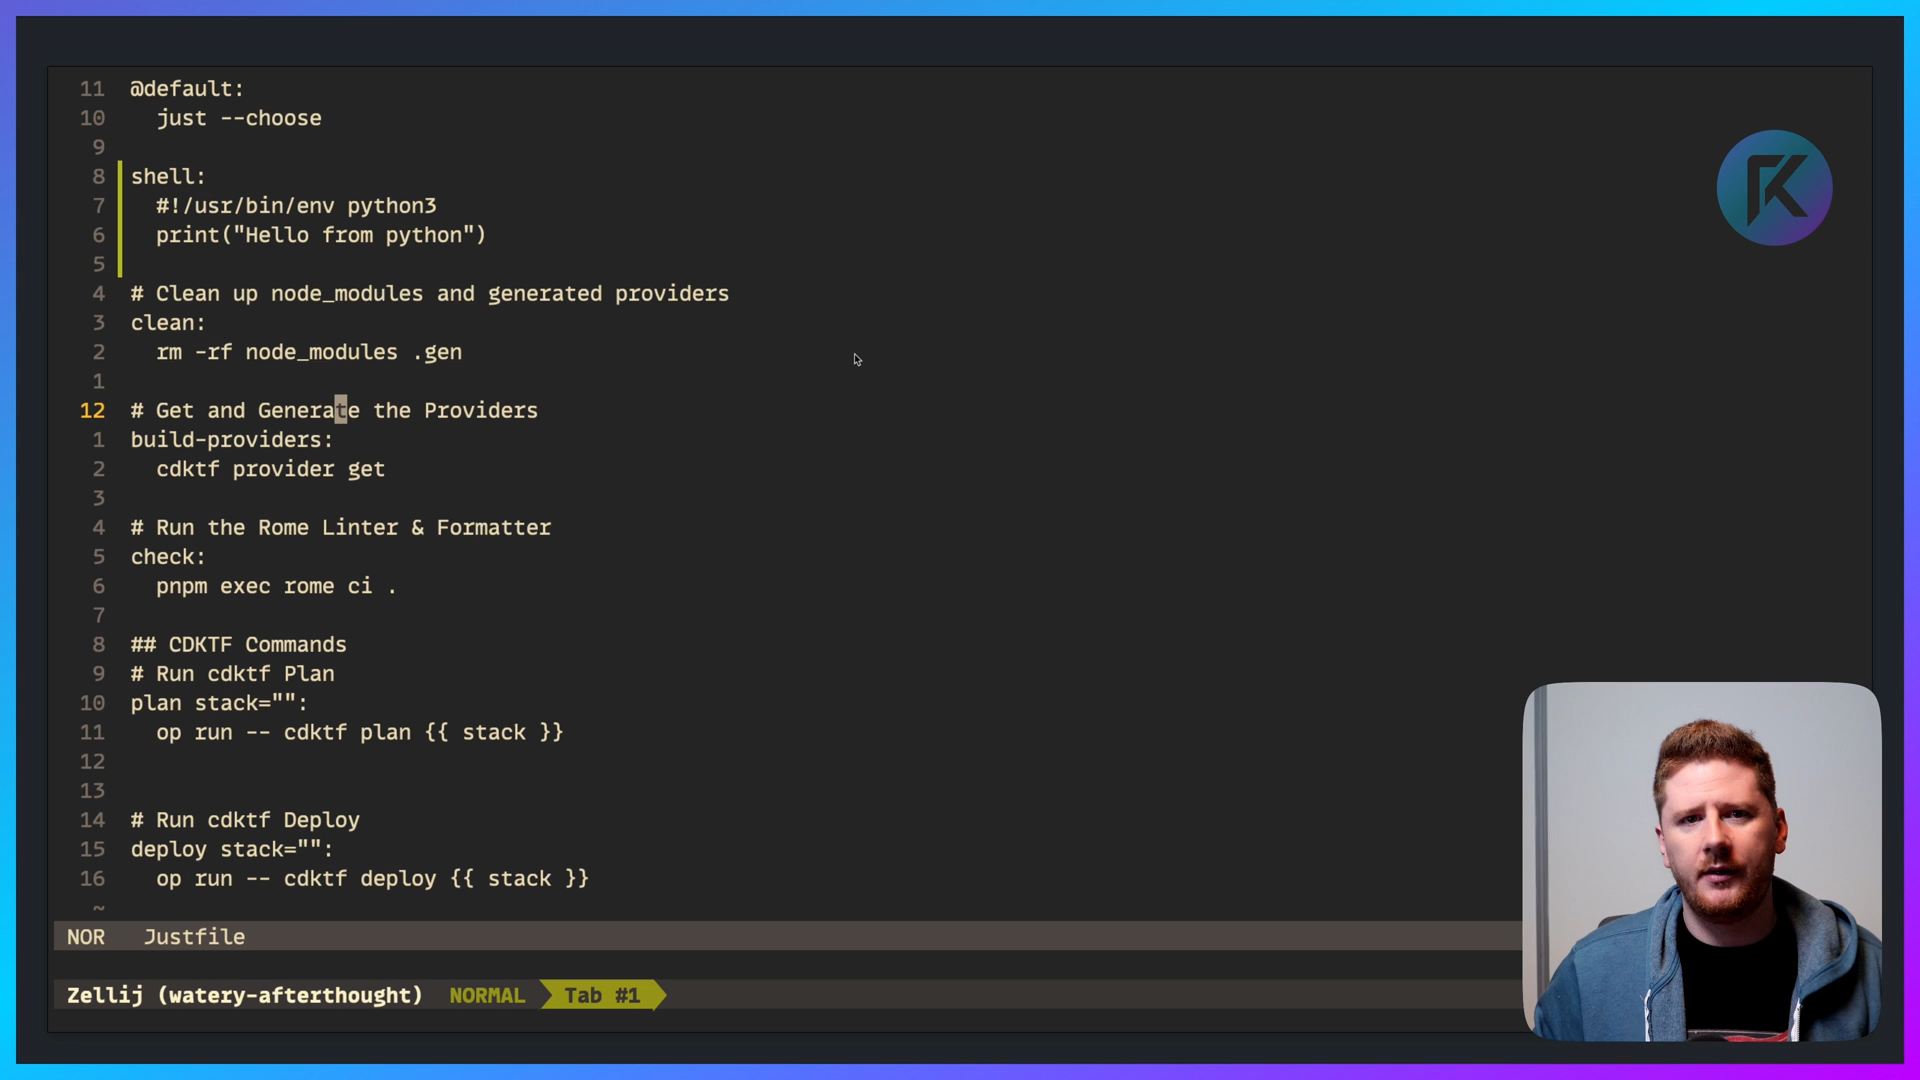 11 @default:
10 just --choose
9
8 shell:
7 #!/usr/bin/env python3
6 print("Hello from python")
5
4 # Clean up node_modules and generated providers
3 clean:
2 rm -rf node_modules .gen
1
12 # Get and Generate the Providers
1 build-providers:
2 cdktf provider get
3
4 # Run the Rome Linter & Formatter
5 check:
6 pnpm exec rome ci .
7
8 ## CDKTF Commands
9 # Run cdktf Plan
10 plan stack="":
11 op run -- cdktf plan {{ stack }}
12
13
14 # Run cdktf Deploy
15 deploy stack="":
16 op run -- cdktf deploy {{ stack }}
~
NOR Justfile
Zellij (watery-afterthought) NORMAL Tab #1